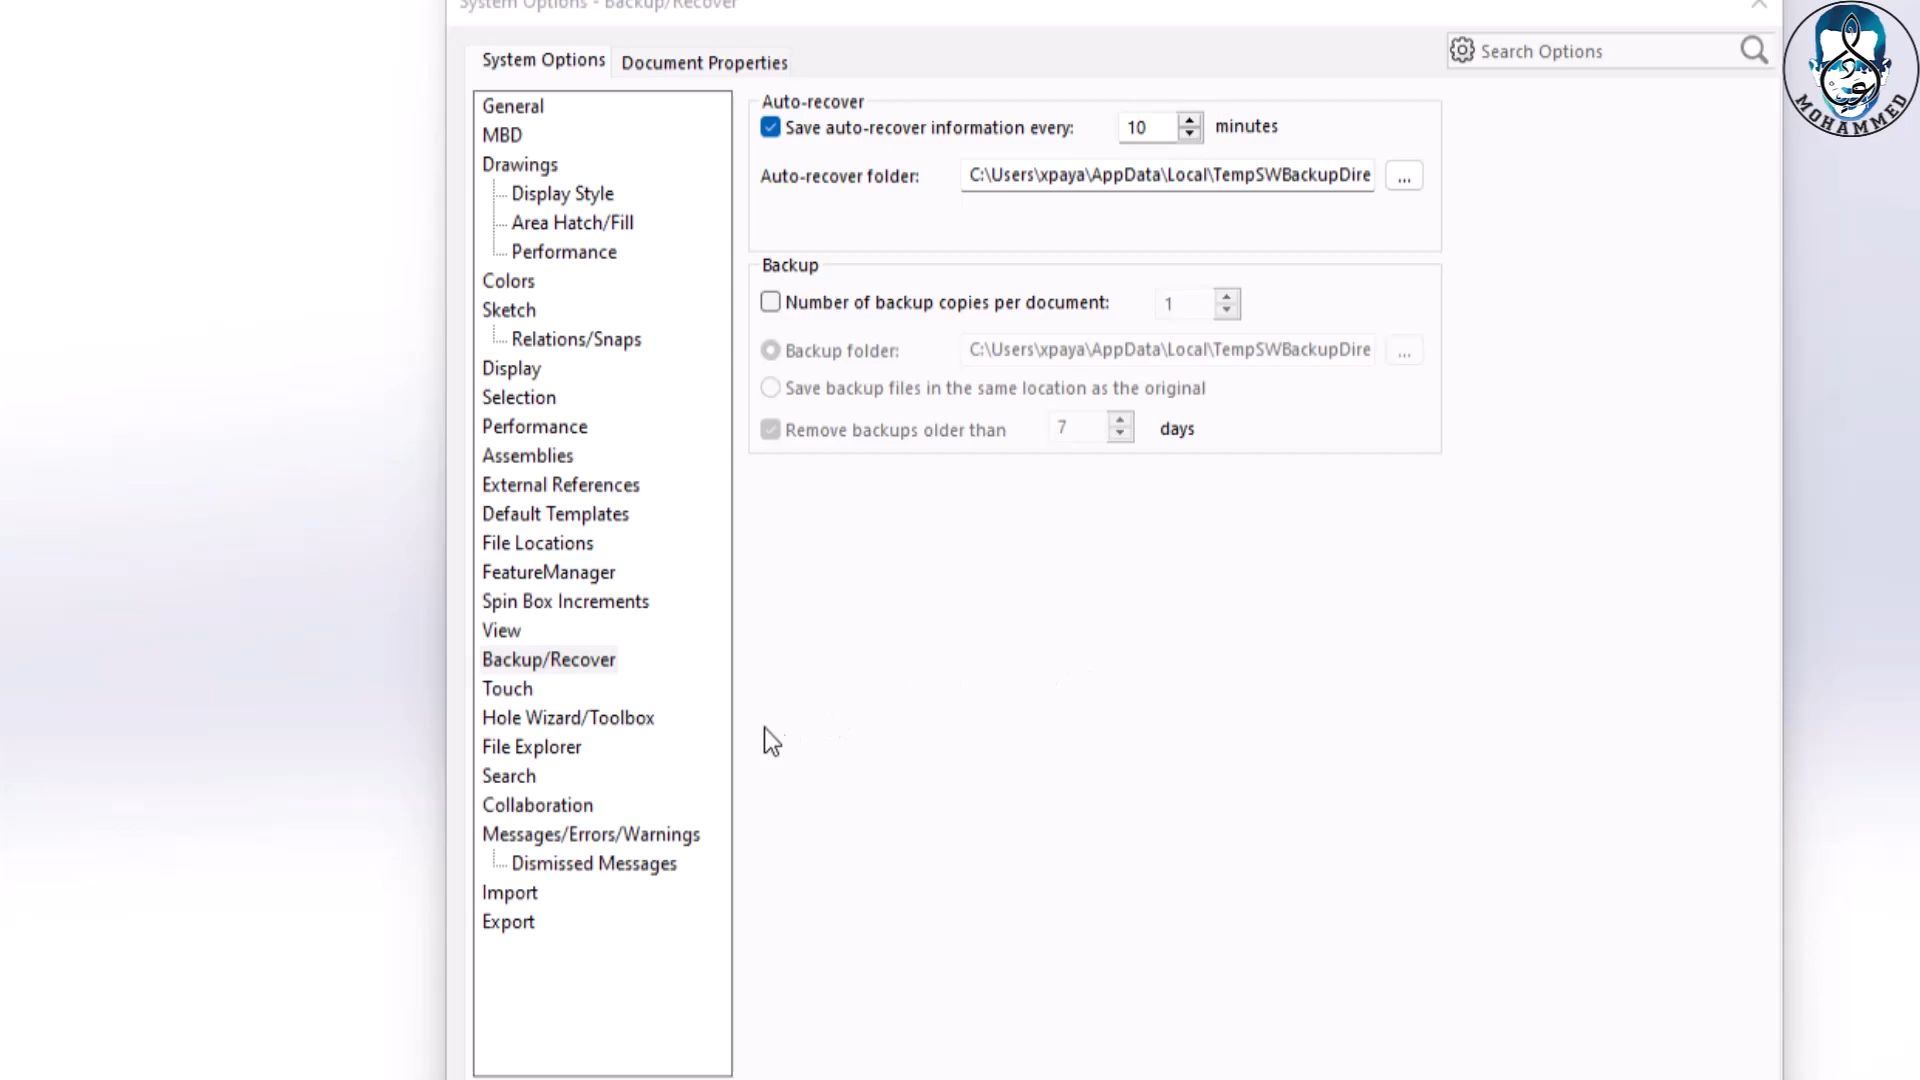 System Options - Backup/Recover
System Options
Document Properties
Search Options
MOHAMMED
General
MBD
Drawings
Display Style
Area Hatch/Fill
Performance
Colors
Sketch
Relations/Snaps
Display
Selection
Performance
Assemblies
External References
Default Templates
File Locations
FeatureManager
Spin Box Increments
View
Backup/Recover
Touch
Hole Wizard/Toolbox
File Explorer
Search
Collaboration
Messages/Errors/Warnings
Dismissed Messages
Import
Export
Auto-recover
Save auto-recover information every: 10 minutes
Auto-recover folder: C:\Users\xpaya\AppData\Local\TempSWBackupDire ...
Backup
Number of backup copies per document: 1
Backup folder: C:\Users\xpaya\AppData\Local\TempSWBackupDire ...
Save backup files in the same location as the original
Remove backups older than 7 days